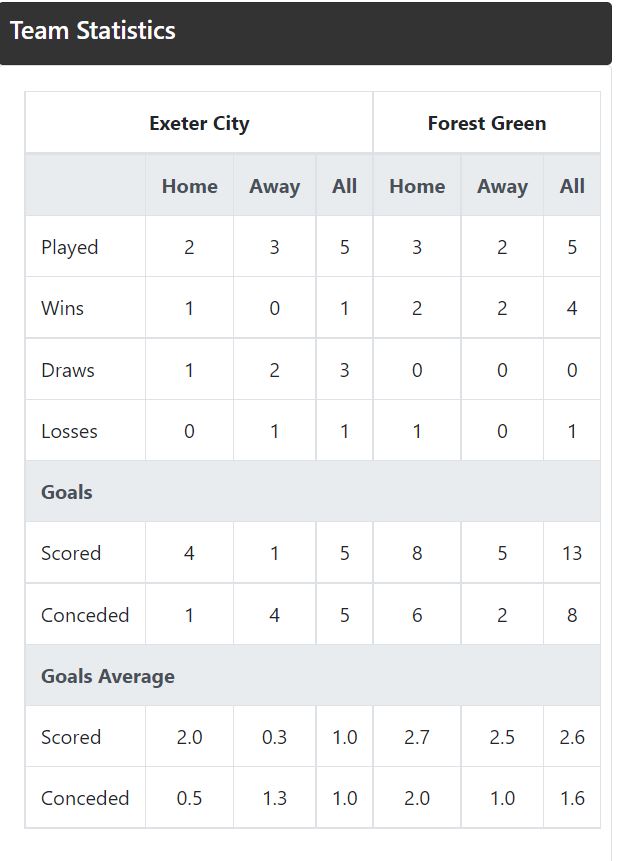 Team Statistics
Exeter City Forest Green
Home Away All Home Away All
Played 2 3 5 3 2 5
Wins 1 0 1 2 2 4
Draws 1 2 3 0 0 0
Losses 0 1 1 1 0 1
Goals
Scored 4 1 5 8 5 13
Conceded 1 4 5 6 2 8
Goals Average
Scored 2.0 0.3 1.0 2.7 2.5 2.6
Conceded 0.5 1.3 1.0 2.0 1.0 1.6